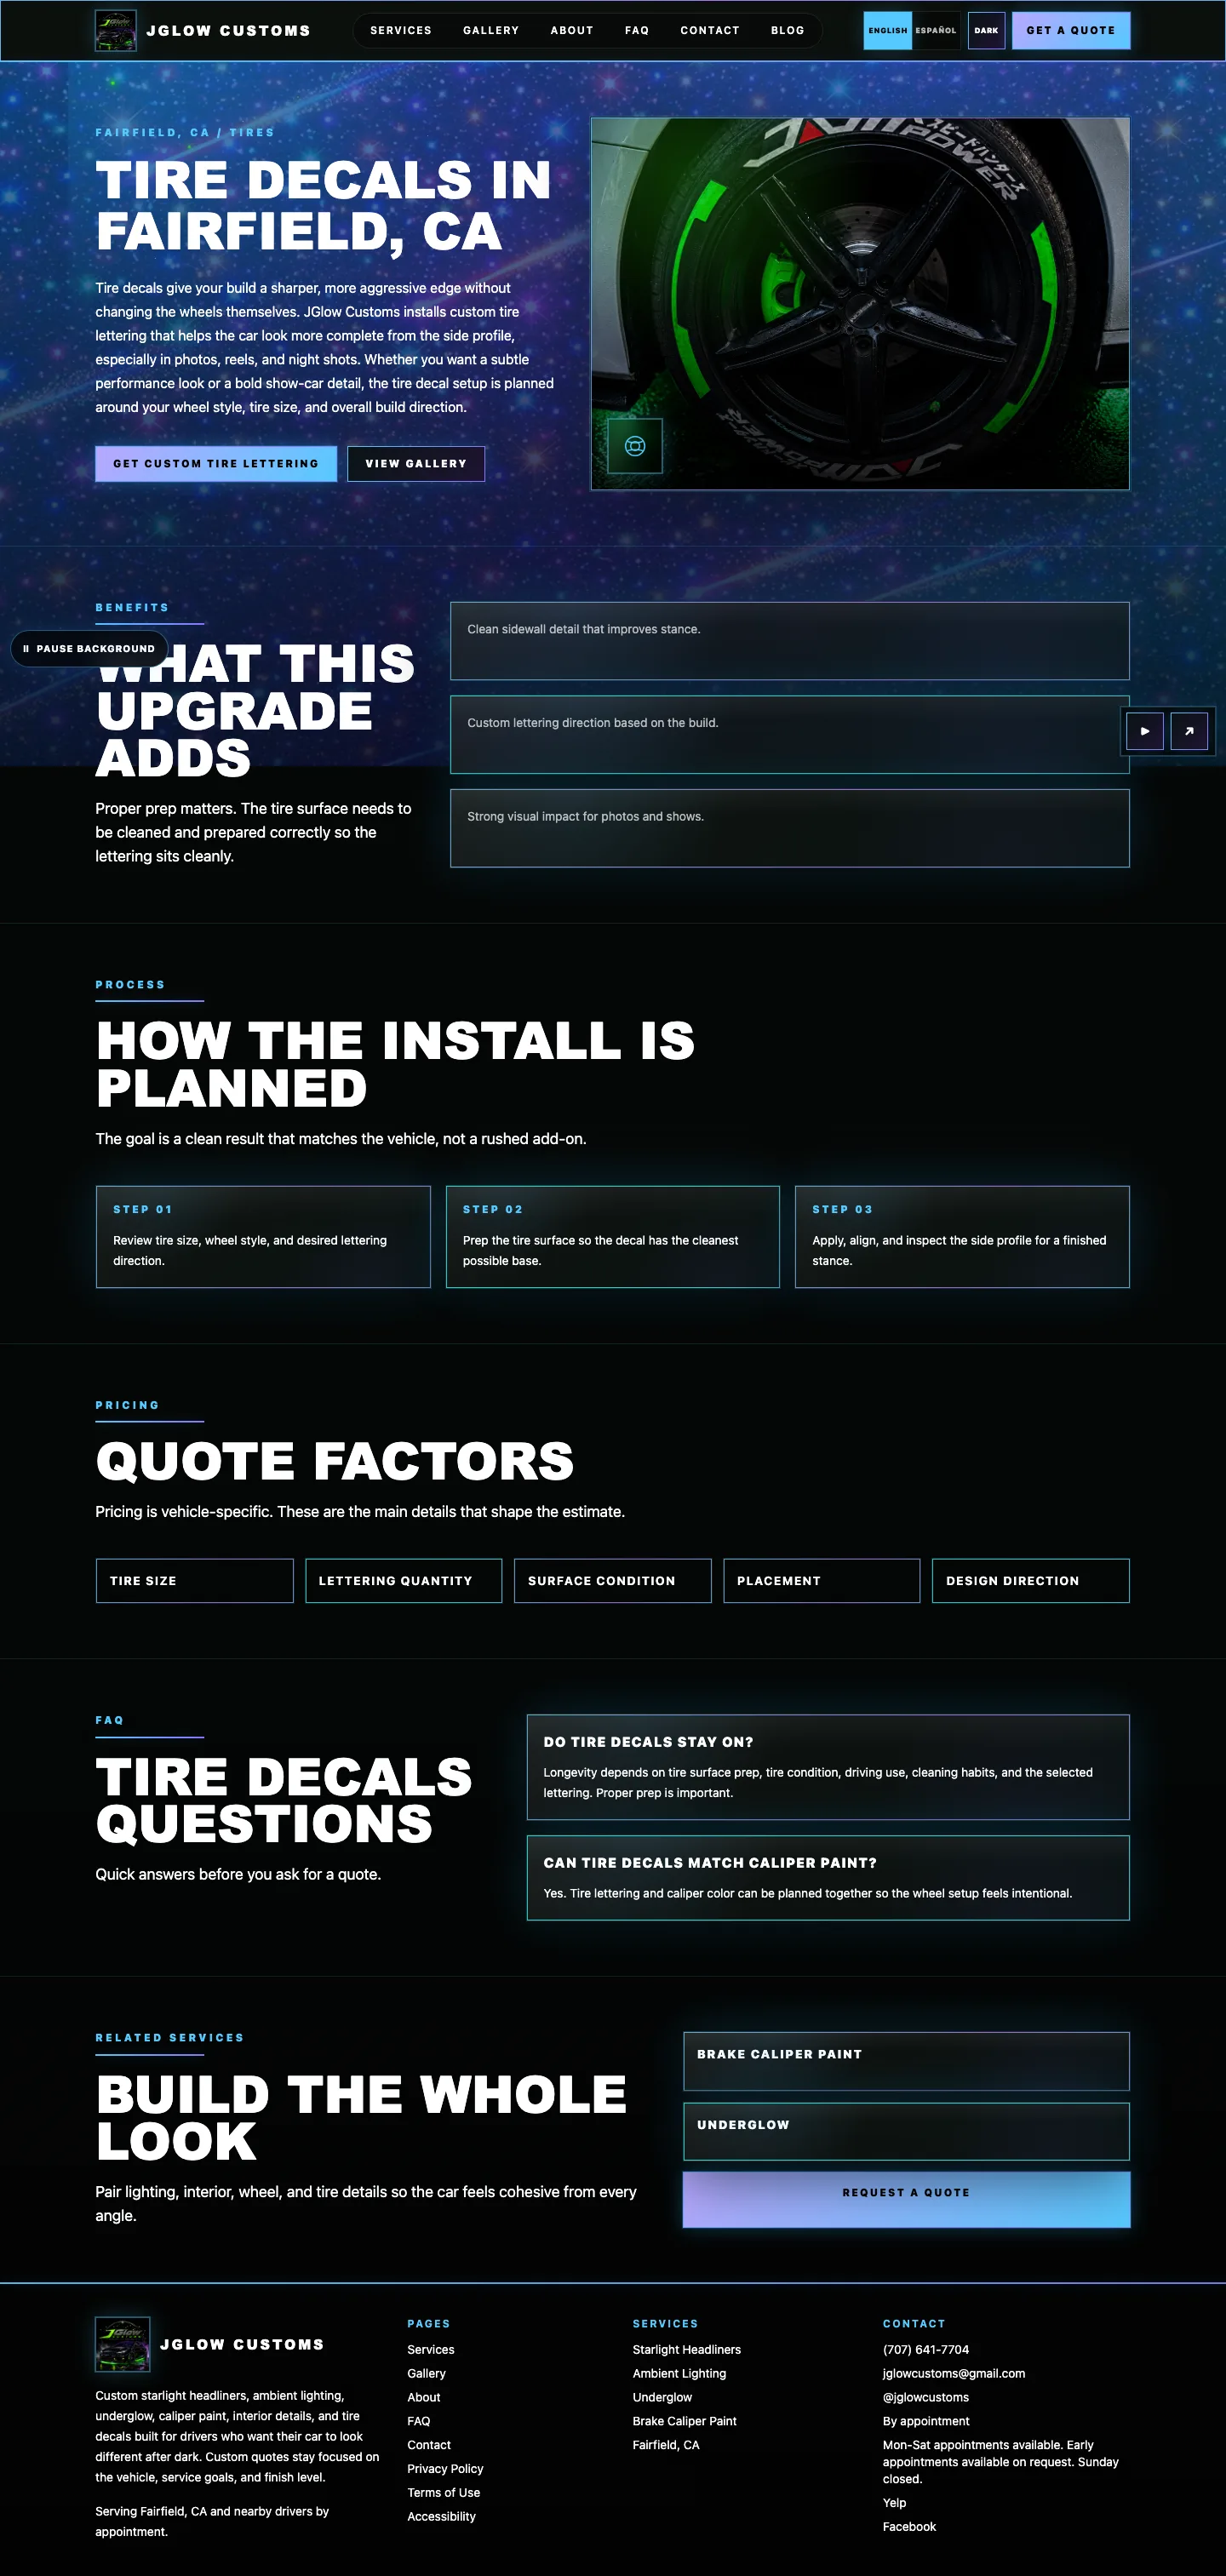 JGLOW CUSTOMS
SERVICES GALLERY ABOUT FAQ CONTACT BLOG
ENGLISH ESPAÑOL DARK GET A QUOTE
FAIRFIELD, CA / TIRES
TIRE DECALS IN
FAIRFIELD, CA
Tire decals give your build a sharper, more aggressive edge without
changing the wheels themselves. JGlow Customs installs custom tire
lettering that helps the car look more complete from the side profile,
especially in photos, reels, and night shots. Whether you want a subtle
performance look or a bold show-car detail, the tire decal setup is planned
around your wheel style, tire size, and overall build direction.
GET CUSTOM TIRE LETTERING VIEW GALLERY
POWER
スピードハンターズ
BENEFITS
PAUSE BACKGROUND
WHAT THIS
UPGRADE
ADDS
Proper prep matters. The tire surface needs to
be cleaned and prepared correctly so the
lettering sits cleanly.
Clean sidewall detail that improves stance.
Custom lettering direction based on the build.
Strong visual impact for photos and shows.
PROCESS
HOW THE INSTALL IS
PLANNED
The goal is a clean result that matches the vehicle, not a rushed add-on.
STEP 01
Review tire size, wheel style, and desired lettering
direction.
STEP 02
Prep the tire surface so the decal has the cleanest
possible base.
STEP 03
Apply, align, and inspect the side profile for a finished
stance.
PRICING
QUOTE FACTORS
Pricing is vehicle-specific. These are the main details that shape the estimate.
TIRE SIZE
LETTERING QUANTITY
SURFACE CONDITION
PLACEMENT
DESIGN DIRECTION
FAQ
TIRE DECALS
QUESTIONS
Quick answers before you ask for a quote.
DO TIRE DECALS STAY ON?
Longevity depends on tire surface prep, tire condition, driving use, cleaning habits, and the selected
lettering. Proper prep is important.
CAN TIRE DECALS MATCH CALIPER PAINT?
Yes. Tire lettering and caliper color can be planned together so the wheel setup feels intentional.
RELATED SERVICES
BUILD THE WHOLE
LOOK
Pair lighting, interior, wheel, and tire details so the car feels cohesive from every
angle.
BRAKE CALIPER PAINT
UNDERGLOW
REQUEST A QUOTE
JGLOW CUSTOMS
Custom starlight headliners, ambient lighting,
underglow, caliper paint, interior details, and tire
decals built for drivers who want their car to look
different after dark. Custom quotes stay focused on
the vehicle, service goals, and finish level.
Serving Fairfield, CA and nearby drivers by
appointment.
PAGES
Services
Gallery
About
FAQ
Contact
Privacy Policy
Terms of Use
Accessibility
SERVICES
Starlight Headliners
Ambient Lighting
Underglow
Brake Caliper Paint
Fairfield, CA
CONTACT
(707) 641-7704
jglowcustoms@gmail.com
@jglowcustoms
By appointment
Mon-Sat appointments available. Early
appointments available on request. Sunday
closed.
Yelp
Facebook